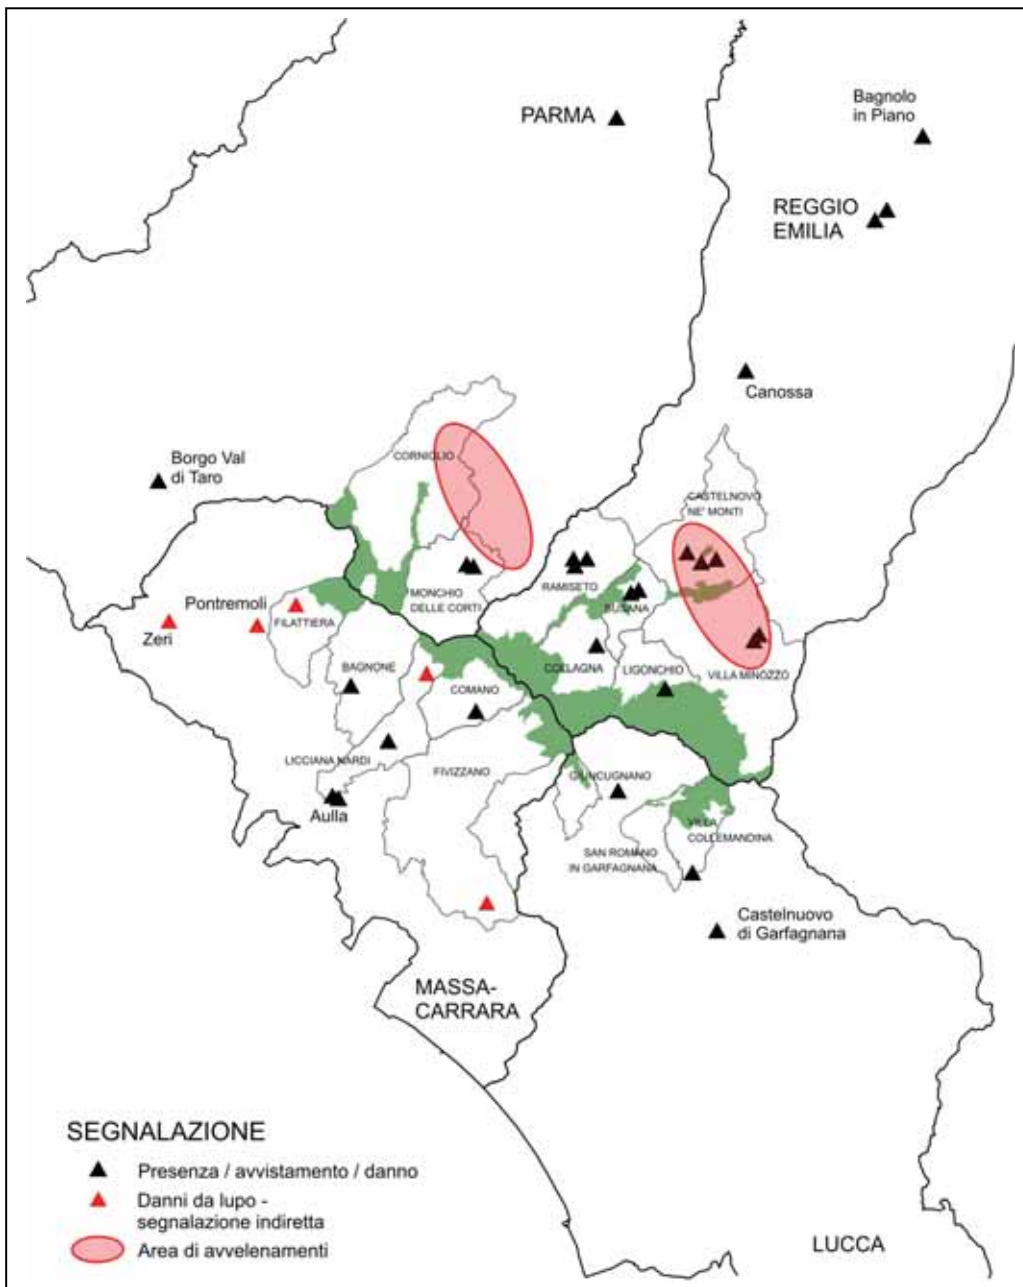 PARMA
Bagnolo
in Piano
REGGIO
EMILIA
Canossa
Borgo Val
di Taro
CORNIGLIO
CASTELNOVO
NE' MONTI
Pontremoli
Zeri
FILATTIERA
MONCHIO
DELLE CORTI
RAMISETO
BUSANA
BAGNONE
COMANO
COLLAGNA
LIGONCHIO
VILLA MINOZZO
LICCIANA NARDI
FIVIZZANO
GIUNCUGNANO
Aulla
VILLA
COLLEMANDINA
SAN ROMANO
IN GARFAGNANA
Castelnuovo
di Garfagnana
MASSA-
CARRARA
SEGNALAZIONE
Presenza / avvistamento / danno
Danni da lupo -
segnalazione indiretta
Area di avvelenamenti
LUCCA